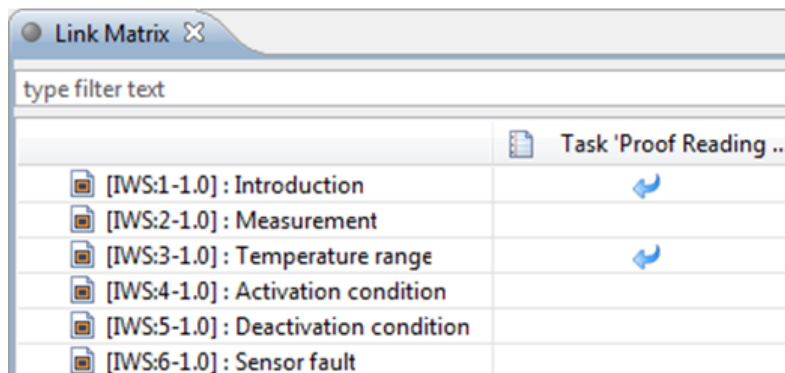 Link Matrix
type filter text
Task 'Proof Reading ...
[IWS:1-1.0] : Introduction
[IWS:2-1.0] : Measurement
[IWS:3-1.0] : Temperature range
[IWS:4-1.0] : Activation condition
[IWS:5-1.0] : Deactivation condition
[IWS:6-1.0] : Sensor fault